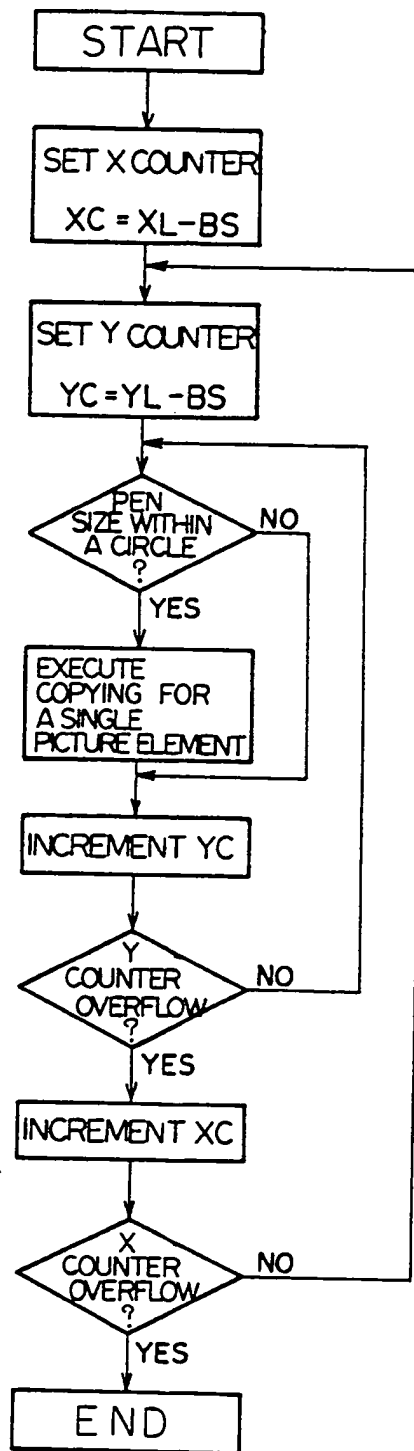 START
SET X COUNTER
XC = XL-BS
SET Y COUNTER
YC=YL-BS
PEN
SIZE WITHIN
A CIRCLE
?
NO
YES
EXECUTE
COPYING FOR
A SINGLE
PICTURE ELEMENT
INCREMENT YC
Y
COUNTER
OVERFLOW
?
NO
YES
INCREMENT XC
X
COUNTER
OVERFLOW
?
NO
YES
END